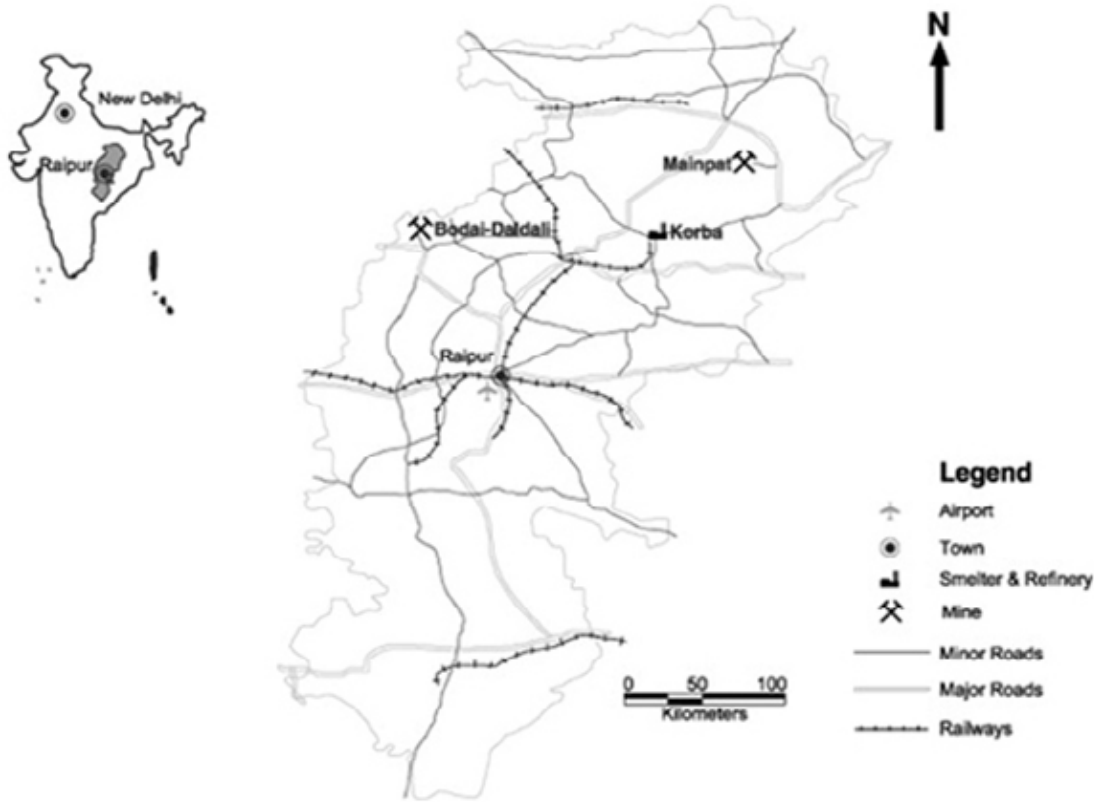 N
New Delhi
Raipur
Mainpat
Bodai-Daldali
Korba
Raipur
Legend
Airport
Town
Smelter & Refinery
Mine
Minor Roads
Major Roads
Railways
0 50 100
Kilometers